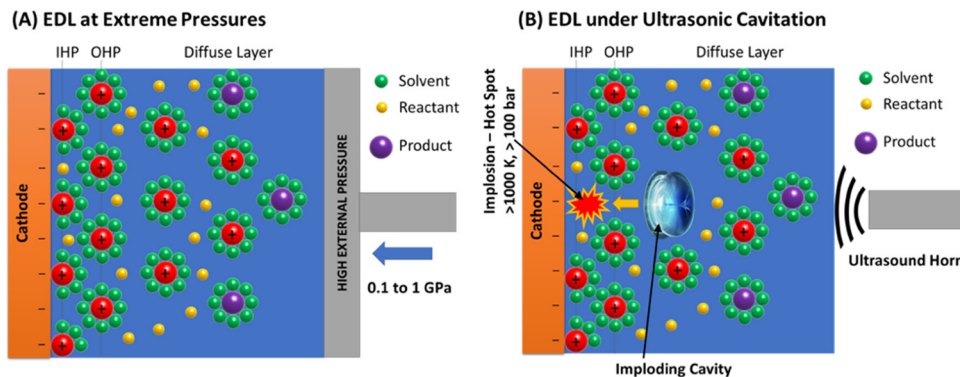 (A) EDL at Extreme Pressures
IHP OHP Diffuse Layer
Solvent
Reactant
Product
Cathode
HIGH EXTERNAL PRESSURE
0.1 to 1 GPa
(B) EDL under Ultrasonic Cavitation
IHP OHP Diffuse Layer
Solvent
Reactant
Product
Implosion – Hot Spot
>1000 K, >100 bar
Cathode
Ultrasound Horn
Imploding Cavity